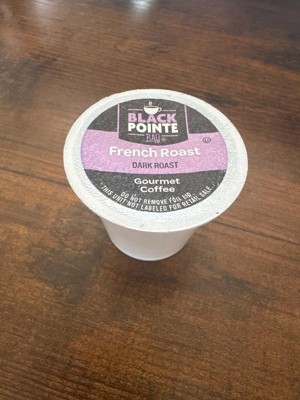 BLACK
POINTE
BAY
French Roast
DARK ROAST
Gourmet
Coffee
DO NOT REMOVE FOIL LID
"THIS UNIT NOT LABELED FOR RETAIL SALE."